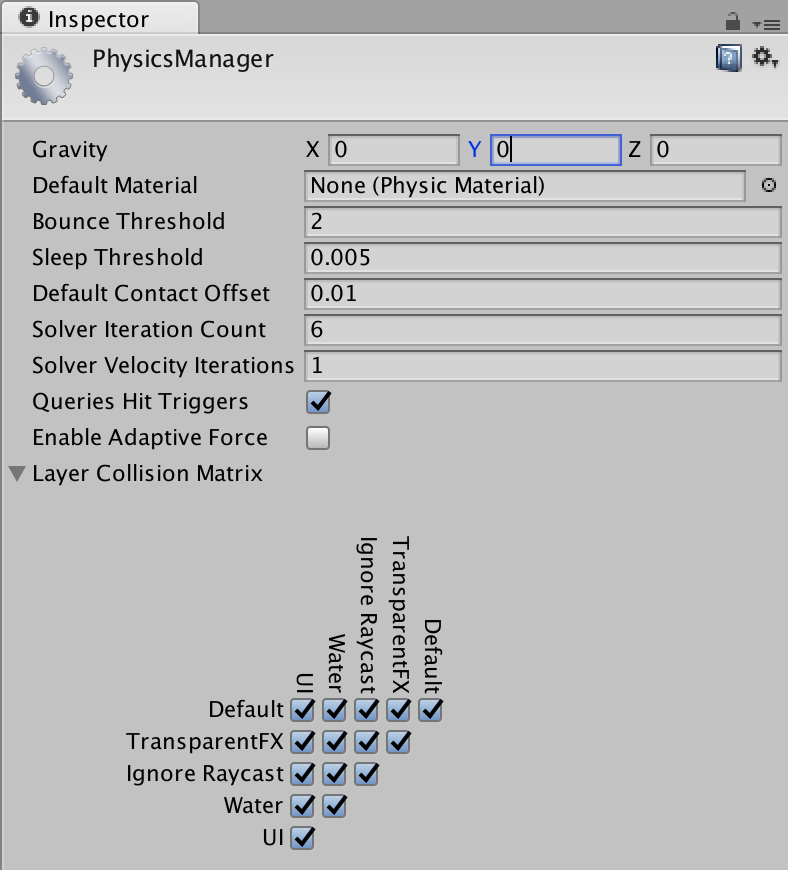 Inspector
PhysicsManager
Gravity X 0 Y 0 Z 0
Default Material None (Physic Material)
Bounce Threshold 2
Sleep Threshold 0.005
Default Contact Offset 0.01
Solver Iteration Count 6
Solver Velocity Iterations 1
Queries Hit Triggers
Enable Adaptive Force
Layer Collision Matrix
UI
Water
Ignore Raycast
TransparentFX
Default
Default
TransparentFX
Ignore Raycast
Water
UI